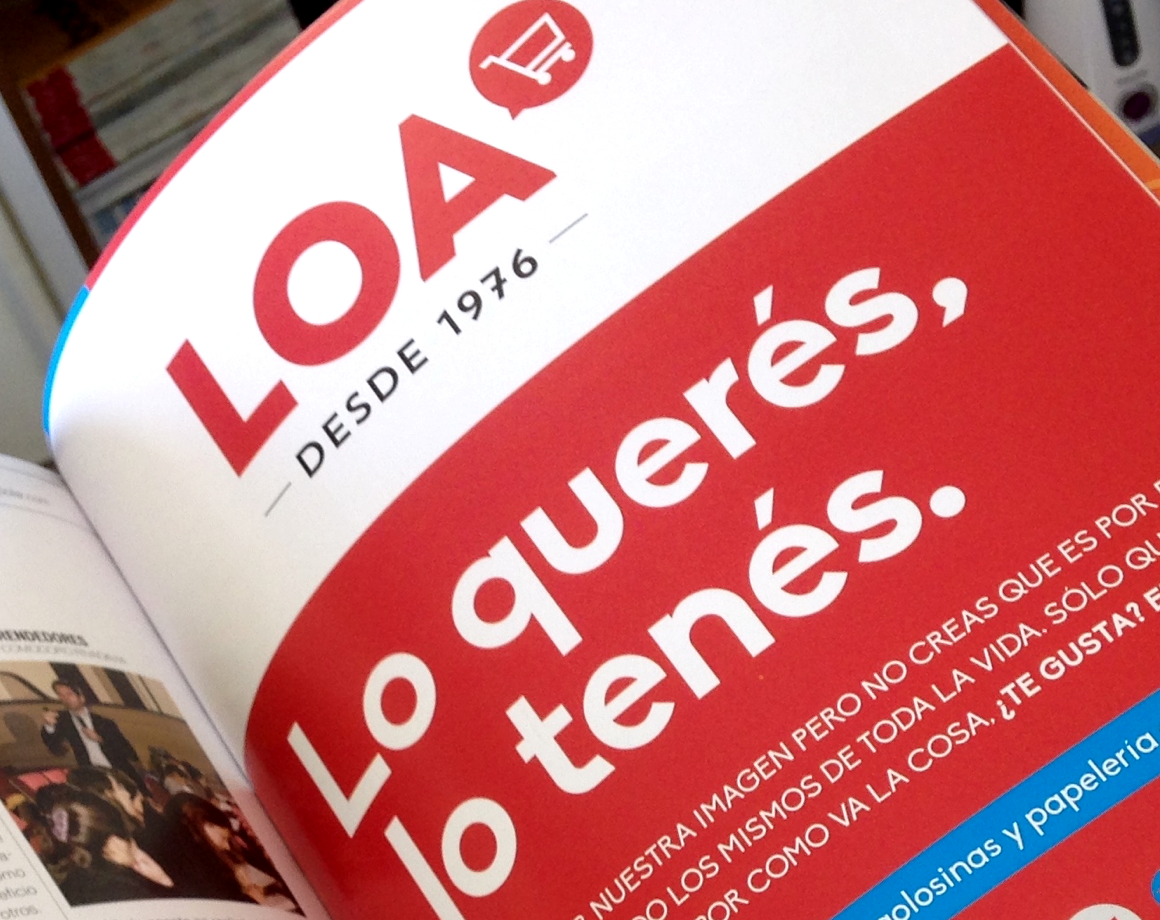 LOA
DESDE 1976
Lo querés,
lo tenés.
NUESTRA IMAGEN PERO NO CREAS QUE ES POR
LOS MISMOS DE TODA LA VIDA. SÓLO
POR COMO VA LA COSA. ¿TE GUSTA?
golosinas y papelería